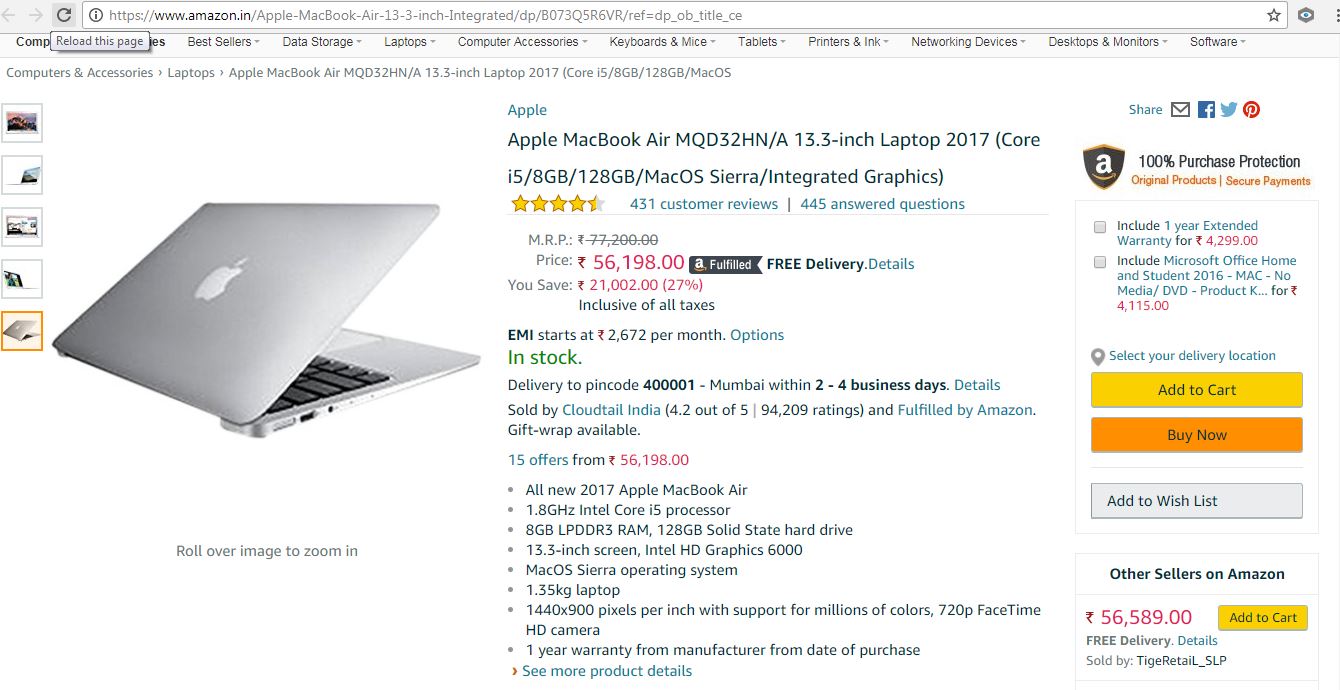 https://www.amazon.in/Apple-MacBook-Air-13-3-inch-Integrated/dp/B073Q5R6VR/ref=dp_ob_title_ce
Reload this page
Best Sellers Data Storage Laptops Computer Accessories Keyboards & Mice Tablets Printers & Ink Networking Devices Desktops & Monitors Software
Computers & Accessories › Laptops › Apple MacBook Air MQD32HN/A 13.3-inch Laptop 2017 (Core i5/8GB/128GB/MacOS
Roll over image to zoom in
Apple
Apple MacBook Air MQD32HN/A 13.3-inch Laptop 2017 (Core
i5/8GB/128GB/MacOS Sierra/Integrated Graphics)
431 customer reviews | 445 answered questions
M.R.P.: ₹ 77,200.00
Price: ₹ 56,198.00 a Fulfilled FREE Delivery.Details
You Save: ₹ 21,002.00 (27%)
Inclusive of all taxes
EMI starts at ₹ 2,672 per month. Options
In stock.
Delivery to pincode 400001 - Mumbai within 2 - 4 business days. Details
Sold by Cloudtail India (4.2 out of 5 | 94,209 ratings) and Fulfilled by Amazon.
Gift-wrap available.
15 offers from ₹ 56,198.00
• All new 2017 Apple MacBook Air
• 1.8GHz Intel Core i5 processor
• 8GB LPDDR3 RAM, 128GB Solid State hard drive
• 13.3-inch screen, Intel HD Graphics 6000
• MacOS Sierra operating system
• 1.35kg laptop
• 1440x900 pixels per inch with support for millions of colors, 720p FaceTime
HD camera
• 1 year warranty from manufacturer from date of purchase
› See more product details
Share
a 100% Purchase Protection
Original Products | Secure Payments
Include 1 year Extended
Warranty for ₹ 4,299.00
Include Microsoft Office Home
and Student 2016 - MAC - No
Media/ DVD - Product K... for ₹
4,115.00
Select your delivery location
Add to Cart
Buy Now
Add to Wish List
Other Sellers on Amazon
₹ 56,589.00 Add to Cart
FREE Delivery. Details
Sold by: TigeRetaiL_SLP